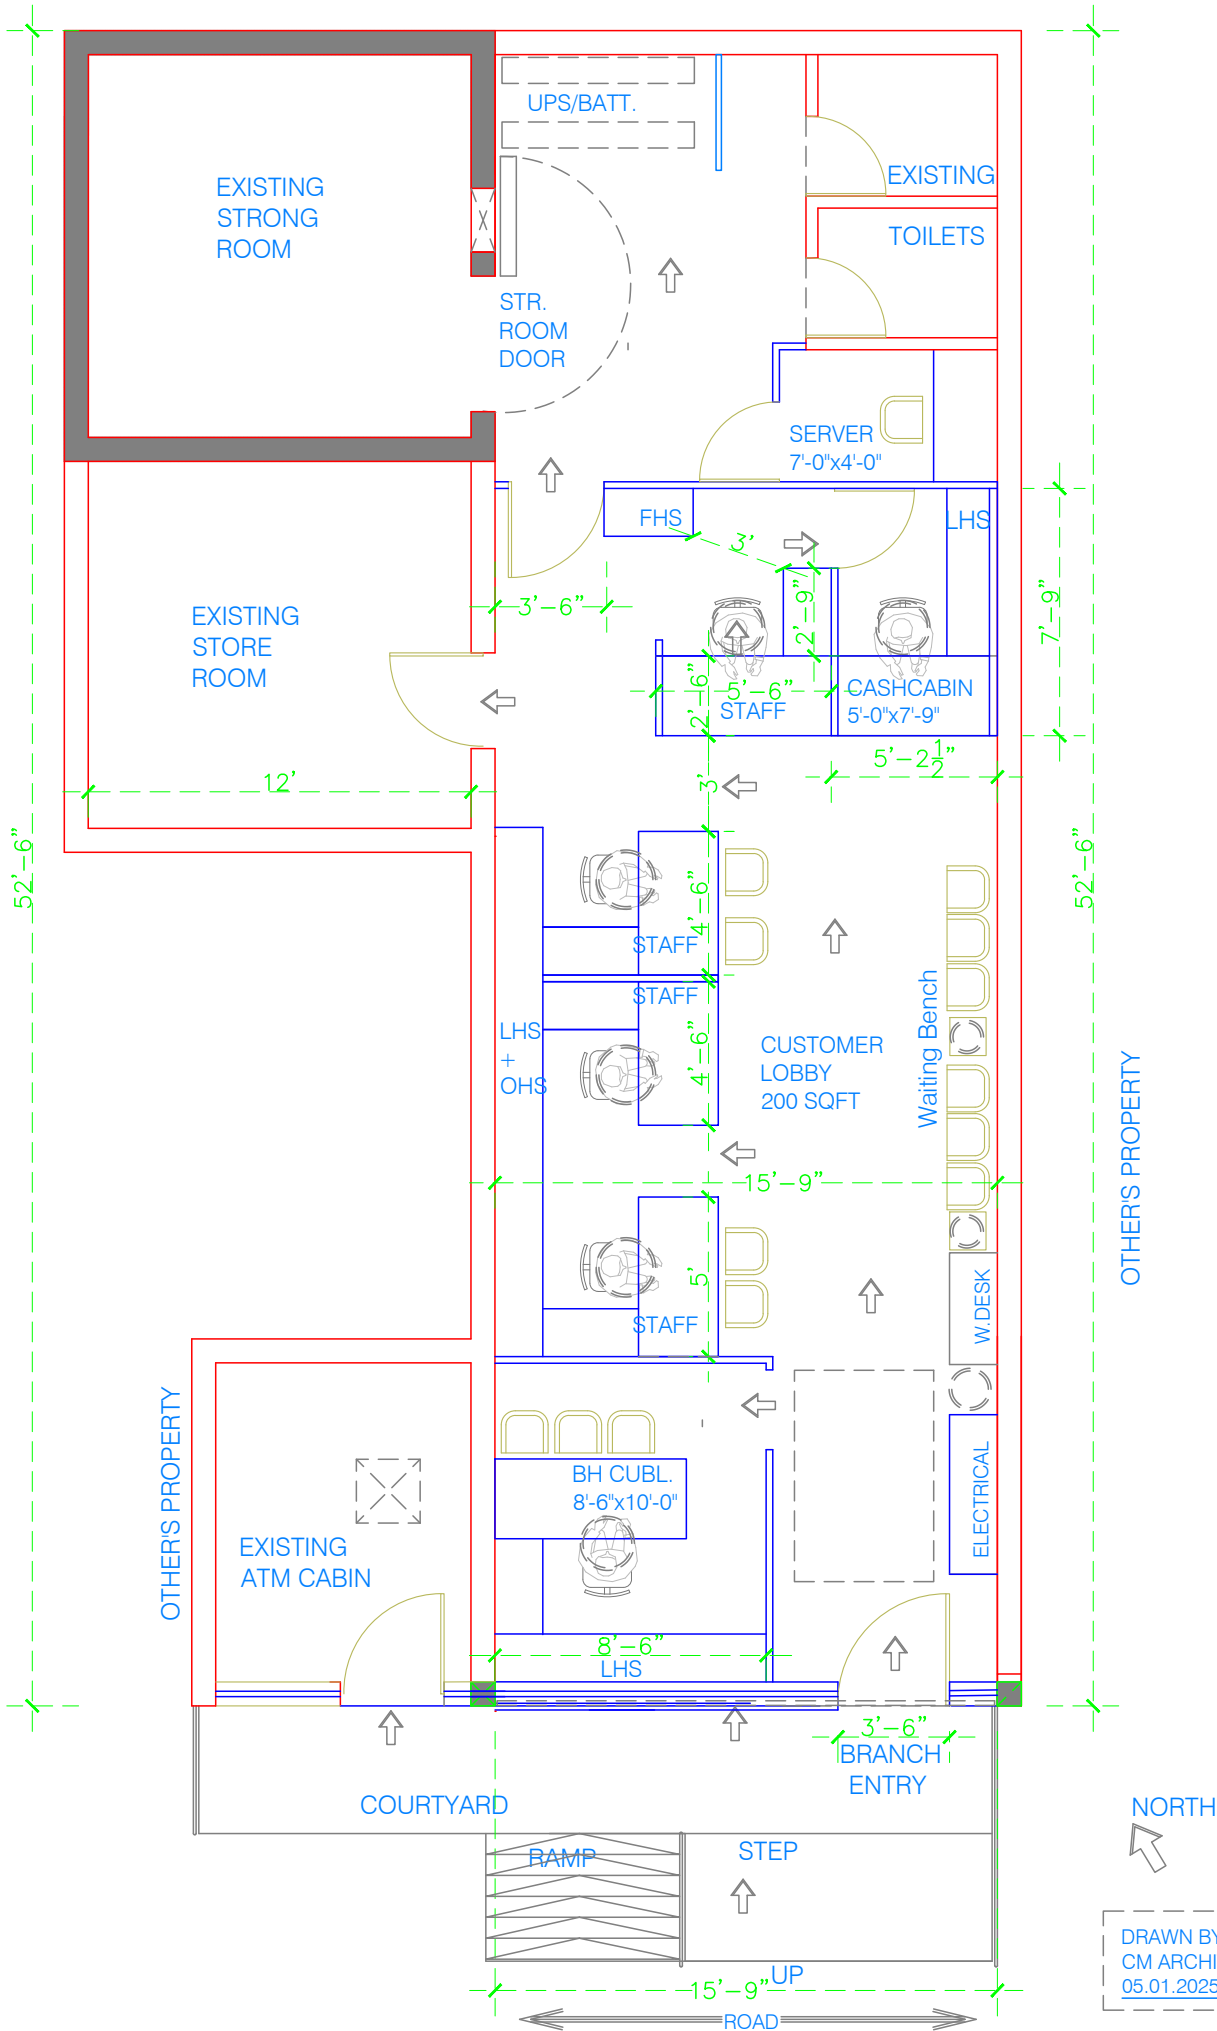 UPS/BATT.
EXISTING
STRONG
ROOM
EXISTING
TOILETS
STR.
ROOM
DOOR
SERVER
7'-0"x4'-0"
FHS
LHS
3'
3'-6"
2'-9"
7'-9"
EXISTING
STORE
ROOM
2'-6"
5'-6"
STAFF
CASHCABIN
5'-0"x7'-9"
5'-2 1/2"
12'
3'
52'-6"
52'-6"
4'-6"
STAFF
STAFF
LHS
+
OHS
4'-6"
CUSTOMER
LOBBY
200 SQFT
Waiting Bench
OTHER'S PROPERTY
15'-9"
5'
STAFF
W.DESK
OTHER'S PROPERTY
BH CUBL.
8'-6"x10'-0"
ELECTRICAL
EXISTING
ATM CABIN
8'-6"
LHS
3'-6"
BRANCH
ENTRY
COURTYARD
NORTH
RAMP
STEP
DRAWN BY
CM ARCHI
05.01.2025
UP
15'-9"
ROAD